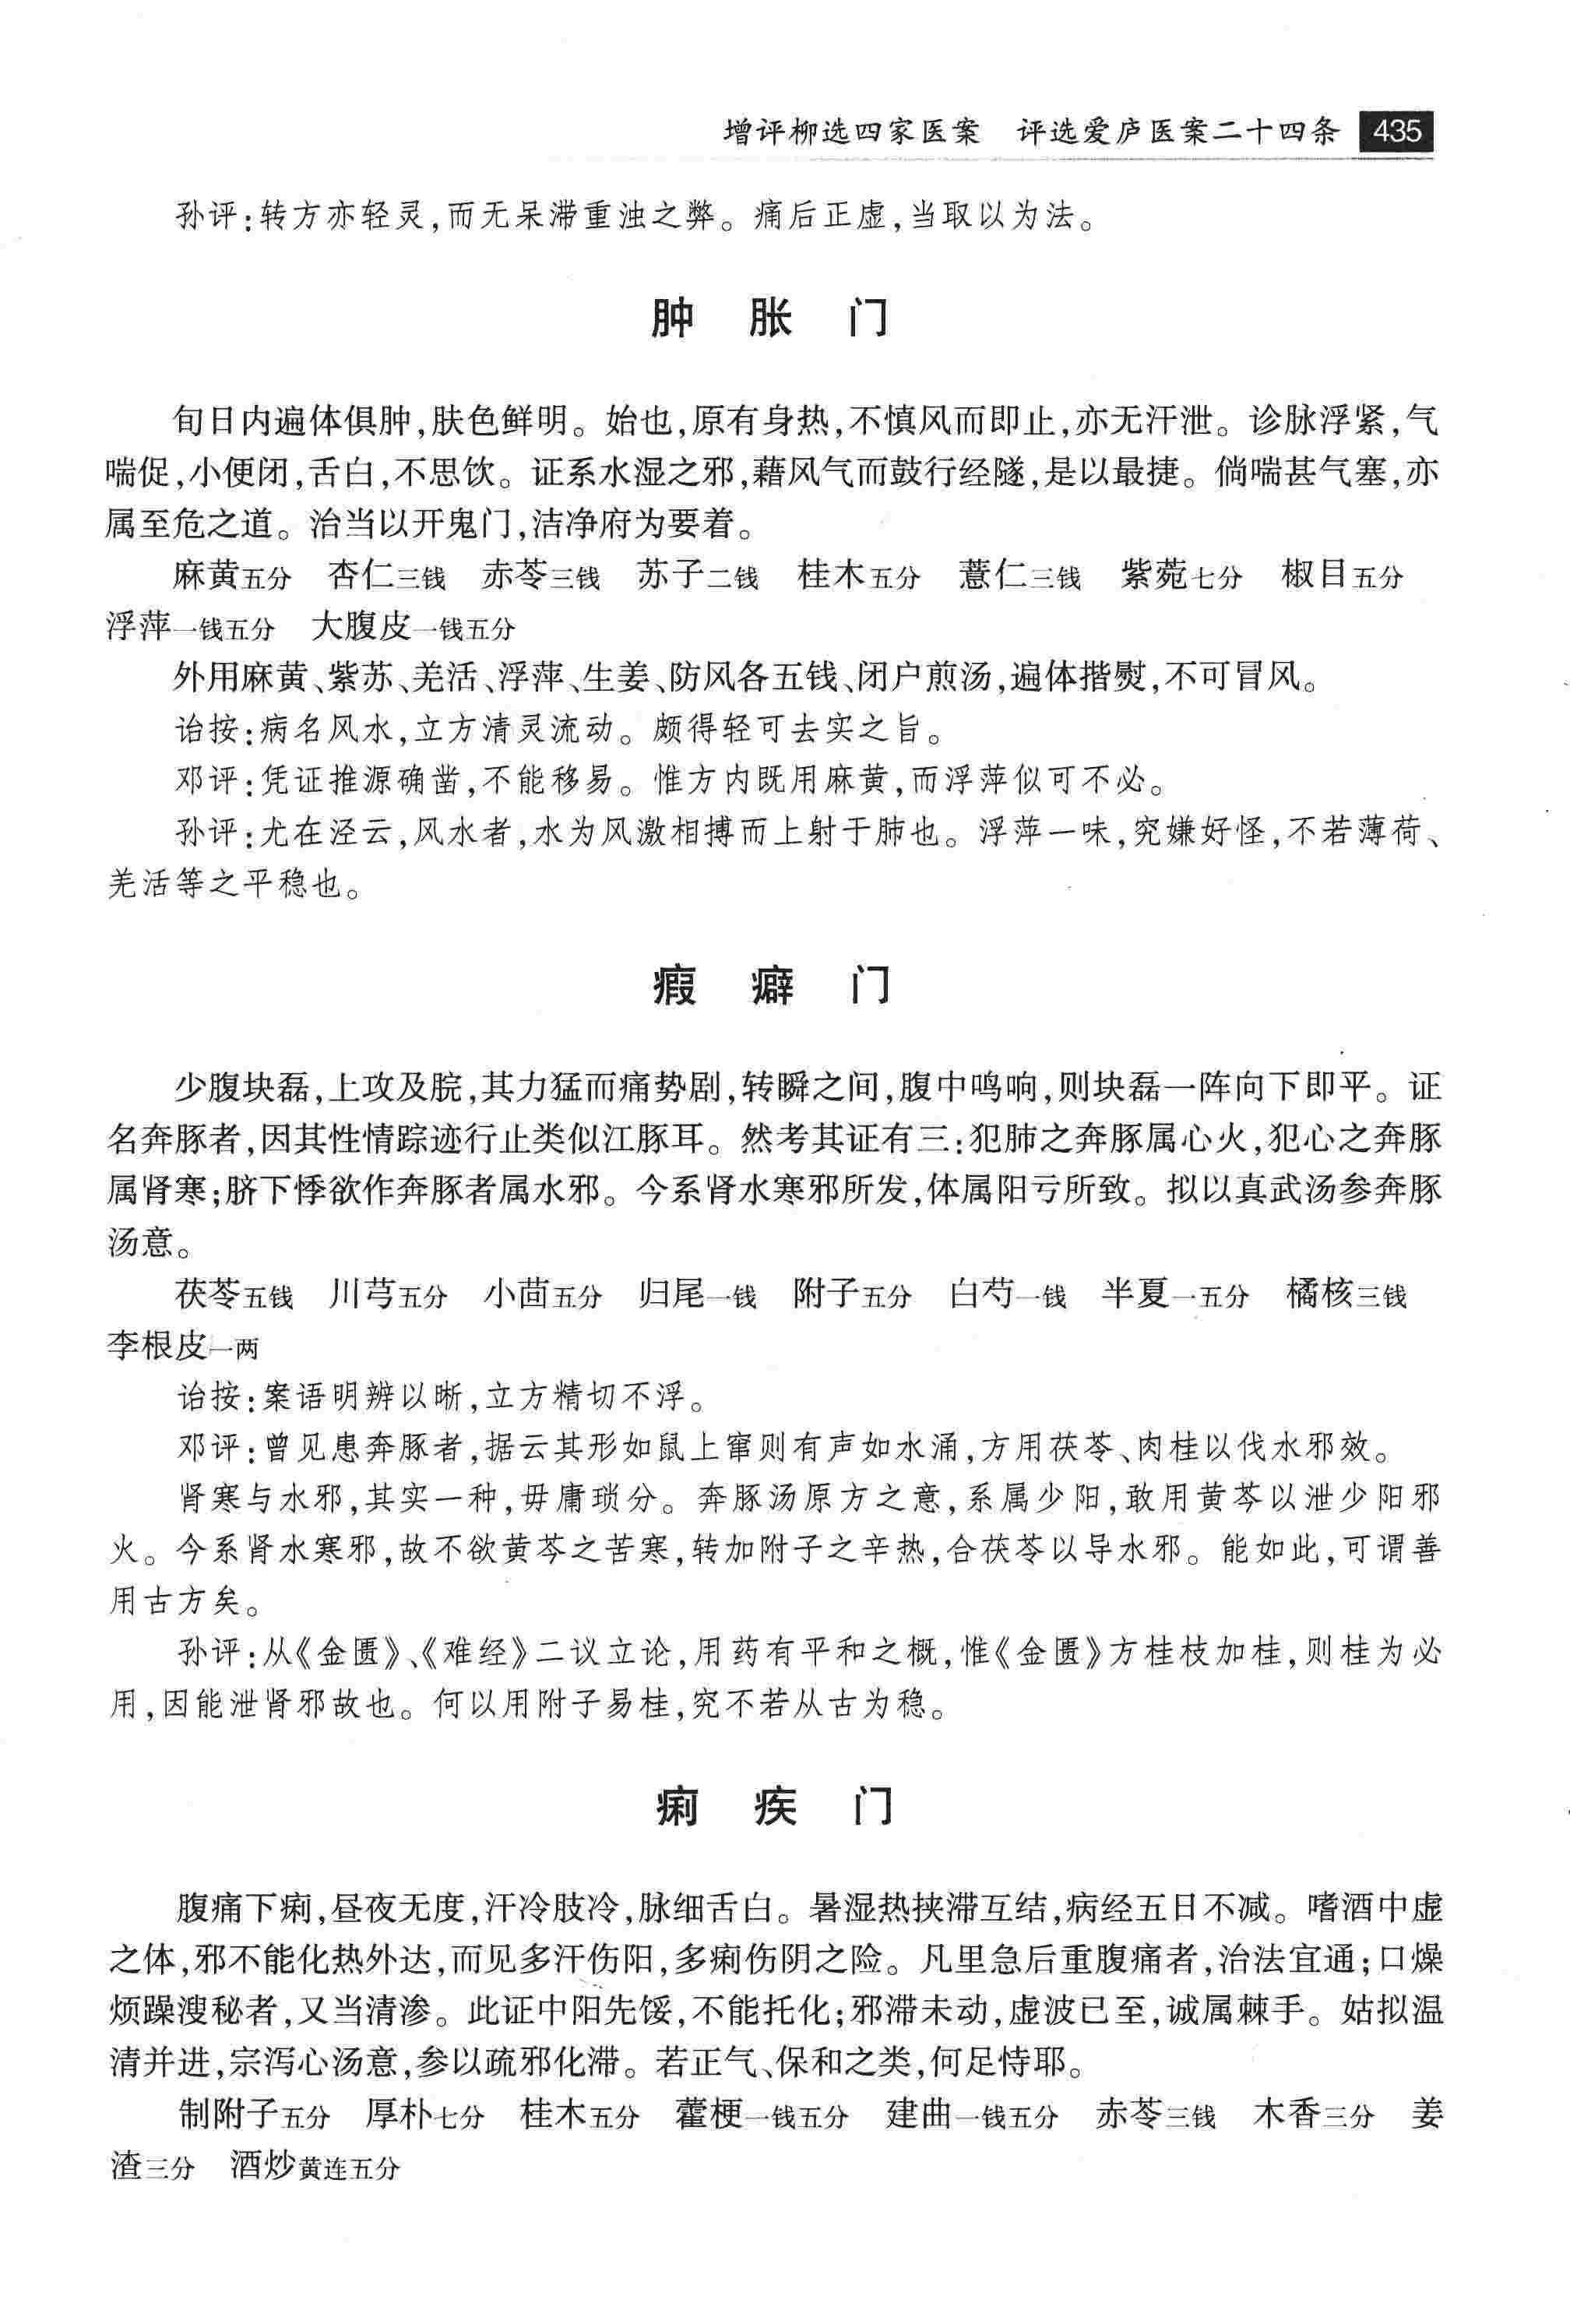 增评柳选四家医案　评选爱庐医案二十四条 435
孙评:转方亦轻灵,而无呆滞重浊之弊。痛后正虚,当取以为法。
肿　胀　门
旬日内遍体俱肿,肤色鲜明。始也,原有身热,不慎风而即止,亦无汗泄。诊脉浮紧,气
喘促,小便闭,舌白,不思饮。证系水湿之邪,藉风气而鼓行经隧,是以最捷。倘喘甚气塞,亦
属至危之道。治当以开鬼门,洁净府为要着。
麻黄五分　杏仁三钱　赤苓三钱　苏子二钱　桂木五分　薏仁三钱　紫菀七分　椒目五分
浮萍一钱五分　大腹皮一钱五分
外用麻黄、紫苏、羌活、浮萍、生姜、防风各五钱、闭户煎汤,遍体揩熨,不可冒风。
诒按:病名风水,立方清灵流动。颇得轻可去实之旨。
邓评:凭证推源确凿,不能移易。惟方内既用麻黄,而浮萍似可不必。
孙评:尤在泾云,风水者,水为风激相搏而上射于肺也。浮萍一味,究嫌好怪,不若薄荷、
羌活等之平稳也。
瘕　癖　门
少腹块磊,上攻及脘,其力猛而痛势剧,转瞬之间,腹中鸣响,则块磊一阵向下即平。证
名奔豚者,因其性情踪迹行止类似江豚耳。然考其证有三:犯肺之奔豚属心火,犯心之奔豚
属肾寒;脐下悸欲作奔豚者属水邪。今系肾水寒邪所发,体属阳亏所致。拟以真武汤参奔豚
汤意。
茯苓五钱　川芎五分　小茴五分　归尾一钱　附子五分　白芍一钱　半夏一五分　橘核三钱
李根皮一两
诒按:案语明辨以晰,立方精切不浮。
邓评:曾见患奔豚者,据云其形如鼠上窜则有声如水涌,方用茯苓、肉桂以伐水邪效。
肾寒与水邪,其实一种,毋庸琐分。奔豚汤原方之意,系属少阳,敢用黄芩以泄少阳邪
火。今系肾水寒邪,故不欲黄芩之苦寒,转加附子之辛热,合茯苓以导水邪。能如此,可谓善
用古方矣。
孙评:从《金匮》、《难经》二议立论,用药有平和之概,惟《金匮》方桂枝加桂,则桂为必
用,因能泄肾邪故也。何以用附子易桂,究不若从古为稳。
痢　疾　门
腹痛下痢,昼夜无度,汗冷肢冷,脉细舌白。暑湿热挟滞互结,病经五日不减。嗜酒中虚
之体,邪不能化热外达,而见多汗伤阳,多痢伤阴之险。凡里急后重腹痛者,治法宜通;口燥
烦躁溲秘者,又当清渗。此证中阳先馁,不能托化;邪滞未动,虚波已至,诚属棘手。姑拟温
清并进,宗泻心汤意,参以疏邪化滞。若正气、保和之类,何足恃耶。
制附子五分　厚朴七分　桂木五分　藿梗一钱五分　建曲一钱五分　赤苓三钱　木香三分　姜
渣三分　酒炒黄连五分